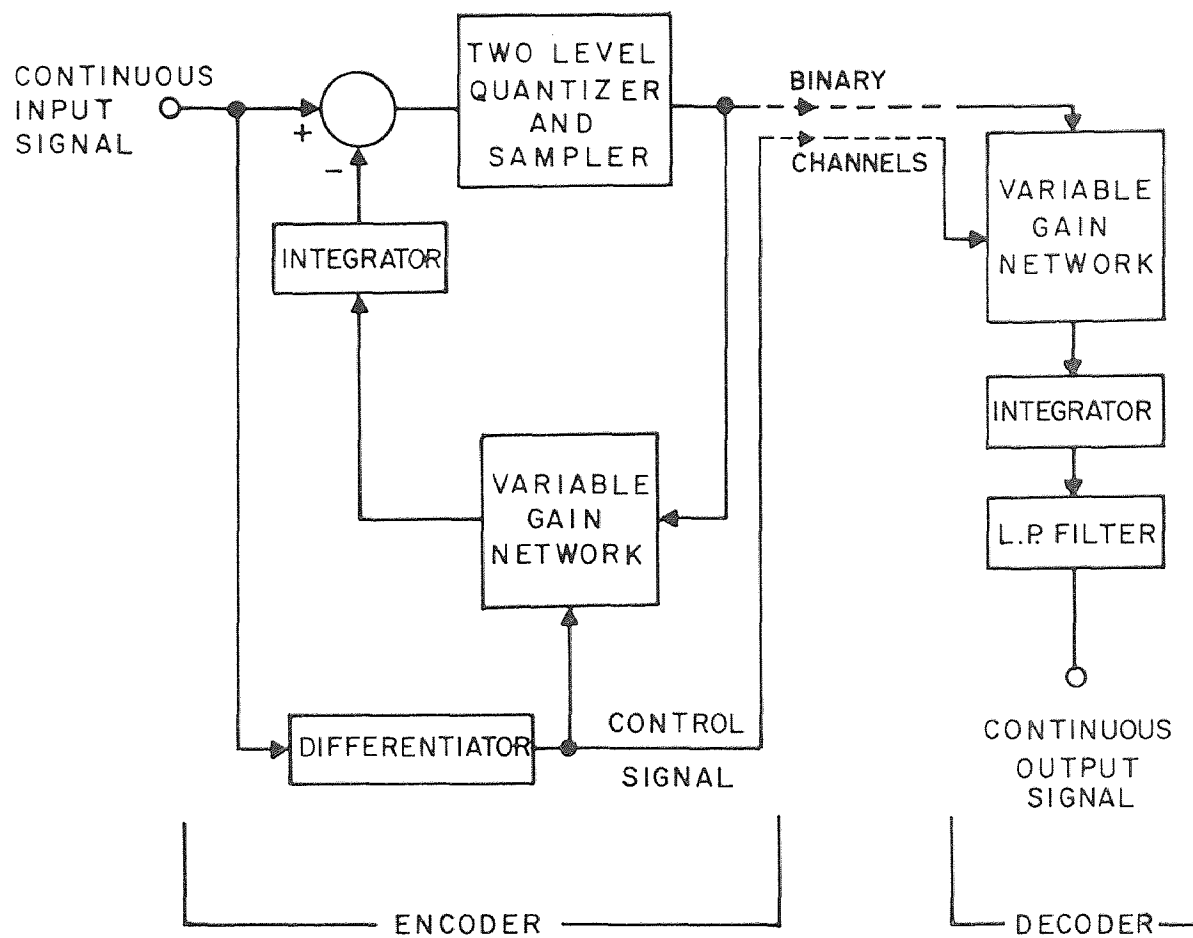 CONTINUOUS
INPUT
SIGNAL
+
−
TWO LEVEL
QUANTIZER
AND
SAMPLER
BINARY
CHANNELS
VARIABLE
GAIN
NETWORK
INTEGRATOR
INTEGRATOR
VARIABLE
GAIN
NETWORK
L.P. FILTER
DIFFERENTIATOR
CONTROL
SIGNAL
CONTINUOUS
OUTPUT
SIGNAL
ENCODER
DECODER